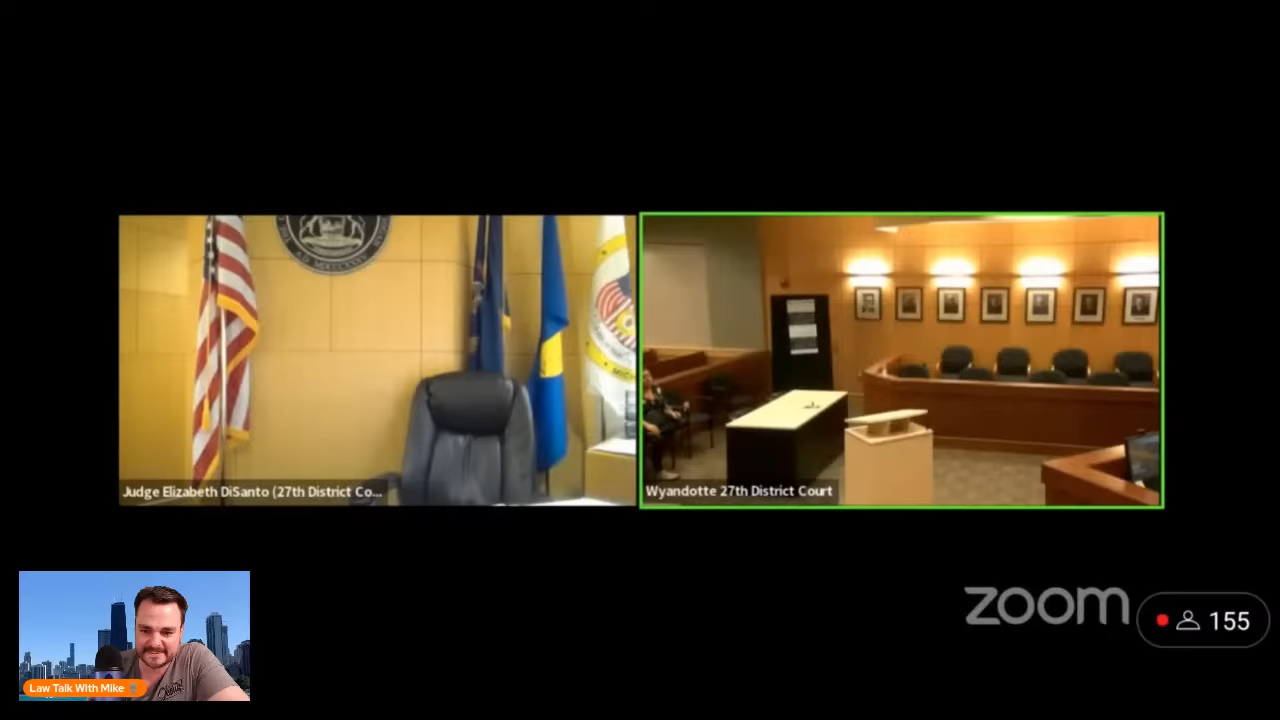 Judge Elizabeth DiSanto (27th District Co...
Wyandotte 27th District Court
zoom
155
Law Talk With Mike